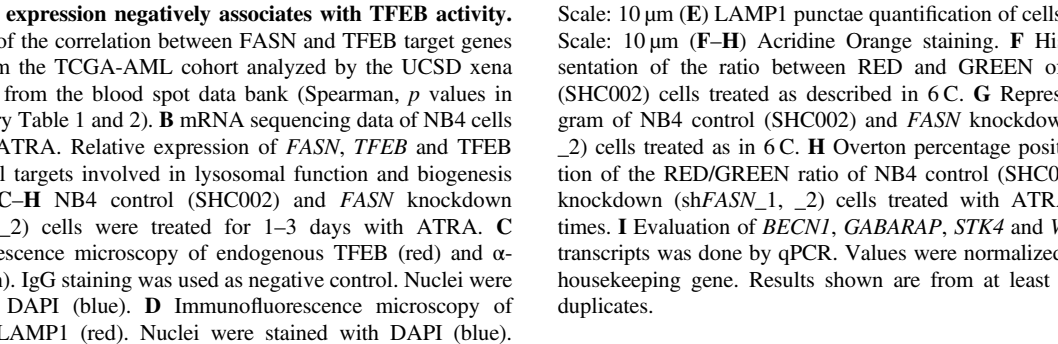 expression negatively associates with TFEB activity.
of the correlation between FASN and TFEB target genes
the TCGA-AML cohort analyzed by the UCSD xena
from the blood spot data bank (Spearman, p values in
Table 1 and 2). B mRNA sequencing data of NB4 cells
ATRA. Relative expression of FASN, TFEB and TFEB
targets involved in lysosomal function and biogenesis
C–H NB4 control (SHC002) and FASN knockdown
_2) cells were treated for 1–3 days with ATRA. C
escence microscopy of endogenous TFEB (red) and α-
). IgG staining was used as negative control. Nuclei were
DAPI (blue). D Immunofluorescence microscopy of
LAMP1 (red). Nuclei were stained with DAPI (blue).
Scale: 10 µm (E) LAMP1 punctae quantification of cells
Scale: 10 µm (F–H) Acridine Orange staining. F Hi
sentation of the ratio between RED and GREEN o
(SHC002) cells treated as described in 6 C. G Repres
gram of NB4 control (SHC002) and FASN knockdow
_2) cells treated as in 6 C. H Overton percentage posit
tion of the RED/GREEN ratio of NB4 control (SHC0
knockdown (shFASN_1, _2) cells treated with ATRA
times. I Evaluation of BECN1, GABARAP, STK4 and
transcripts was done by qPCR. Values were normalized
housekeeping gene. Results shown are from at least
duplicates.